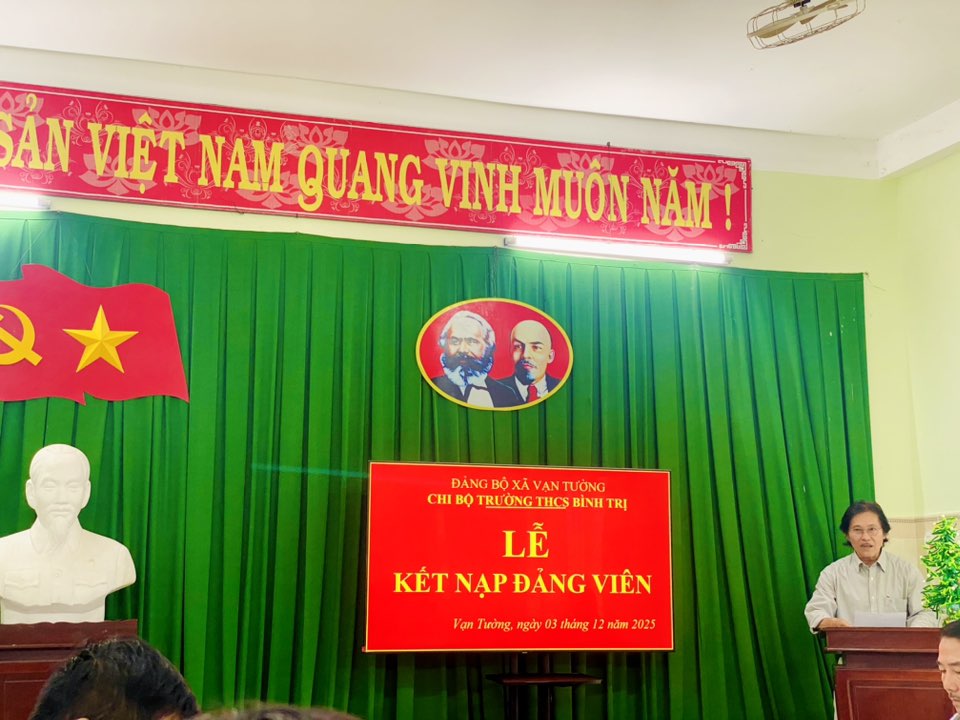 SẢN VIỆT NAM QUANG VINH MUÔN NĂM !
ĐẢNG BỘ XÃ VẠN TƯỜNG
CHI BỘ TRƯỜNG THCS BÌNH TRỊ
LỄ
KẾT NẠP ĐẢNG VIÊN
Vạn Tường, ngày 03 tháng 12 năm 2025